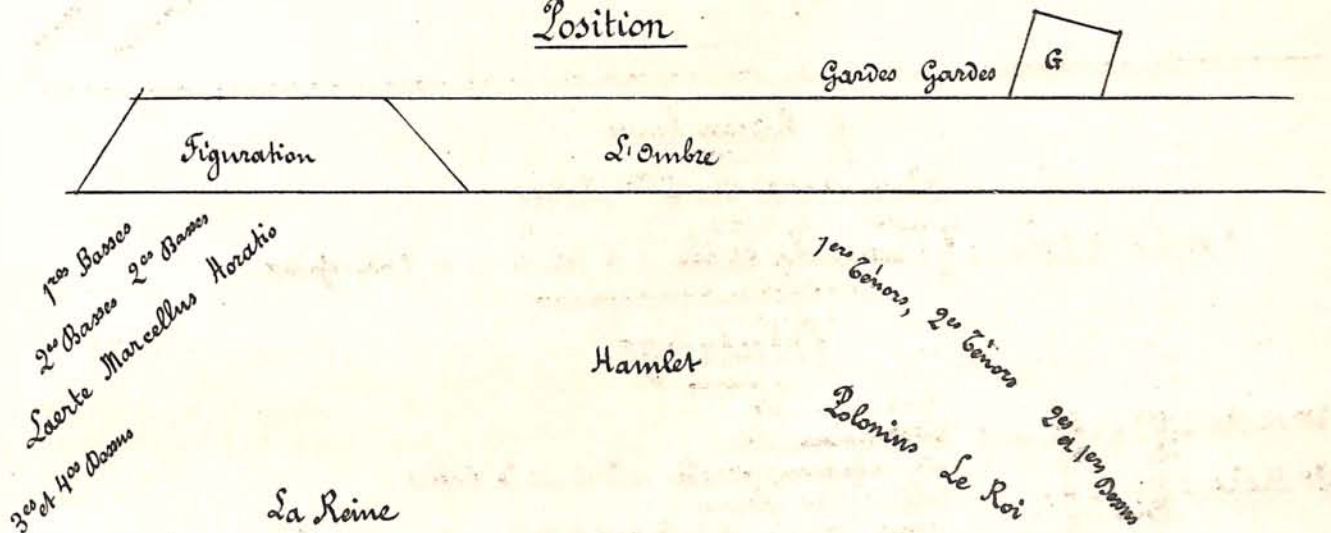 Position
Gardes Gardes G
Figuration L'Ombre
1res Basses
2es Basses 2es Basses
Laerte Marcellus Horatio
3es et 4es Dessus
1ers Ténors, 2es Ténors 2es et 1ers Dessus
Hamlet
Polonius Le Roi
La Reine